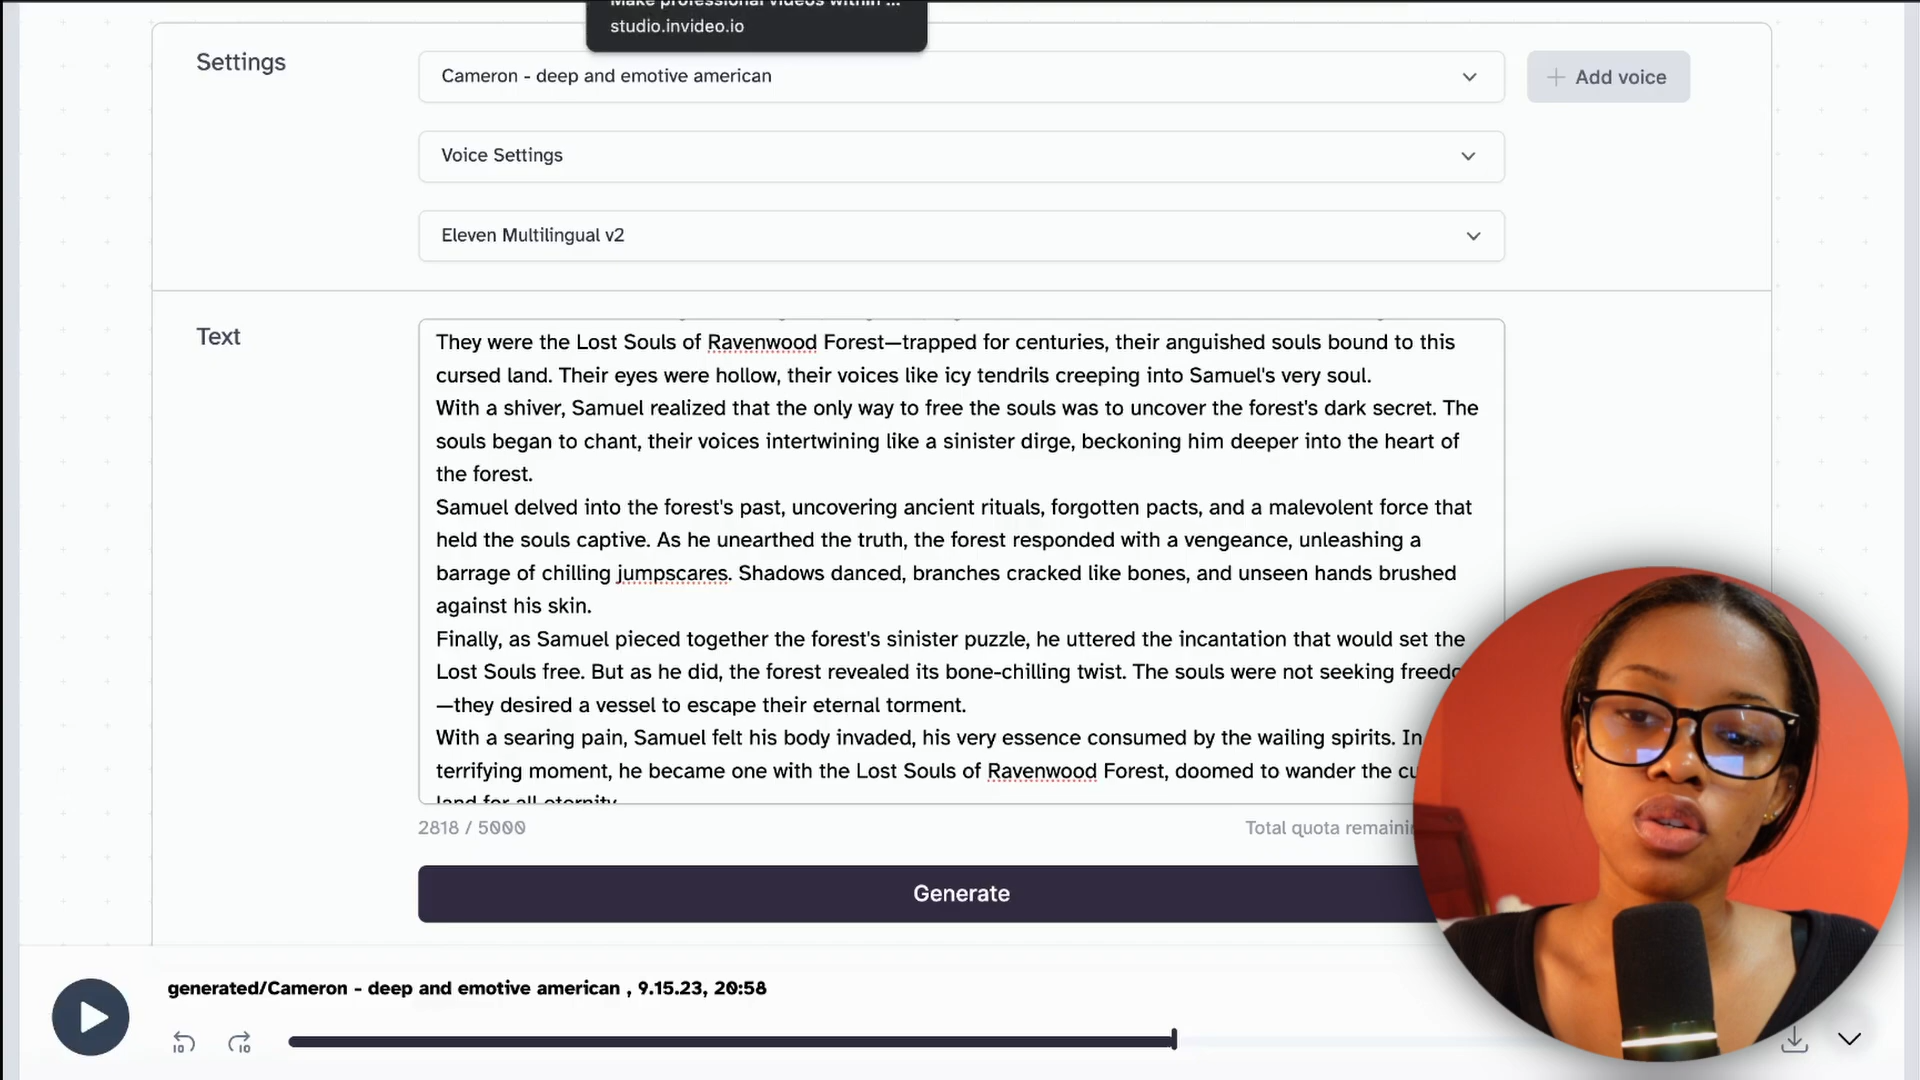 Make professional videos within ...
studio.invideo.io
Settings
Cameron - deep and emotive american
Add voice
Voice Settings
Eleven Multilingual v2
Text
They were the Lost Souls of Ravenwood Forest—trapped for centuries, their anguished souls bound to this
cursed land. Their eyes were hollow, their voices like icy tendrils creeping into Samuel's very soul.
With a shiver, Samuel realized that the only way to free the souls was to uncover the forest's dark secret. The
souls began to chant, their voices intertwining like a sinister dirge, beckoning him deeper into the heart of
the forest.
Samuel delved into the forest's past, uncovering ancient rituals, forgotten pacts, and a malevolent force that
held the souls captive. As he unearthed the truth, the forest responded with a vengeance, unleashing a
barrage of chilling jumpscares. Shadows danced, branches cracked like bones, and unseen hands brushed
against his skin.
Finally, as Samuel pieced together the forest's sinister puzzle, he uttered the incantation that would set the
Lost Souls free. But as he did, the forest revealed its bone-chilling twist. The souls were not seeking
—they desired a vessel to escape their eternal torment.
With a searing pain, Samuel felt his body invaded, his very essence consumed by the wailing spirits. In
terrifying moment, he became one with the Lost Souls of Ravenwood Forest, doomed to wander the
land for all eternity.
2818 / 5000
Total quota
Generate
generated/Cameron - deep and emotive american , 9.15.23, 20:58
10
10